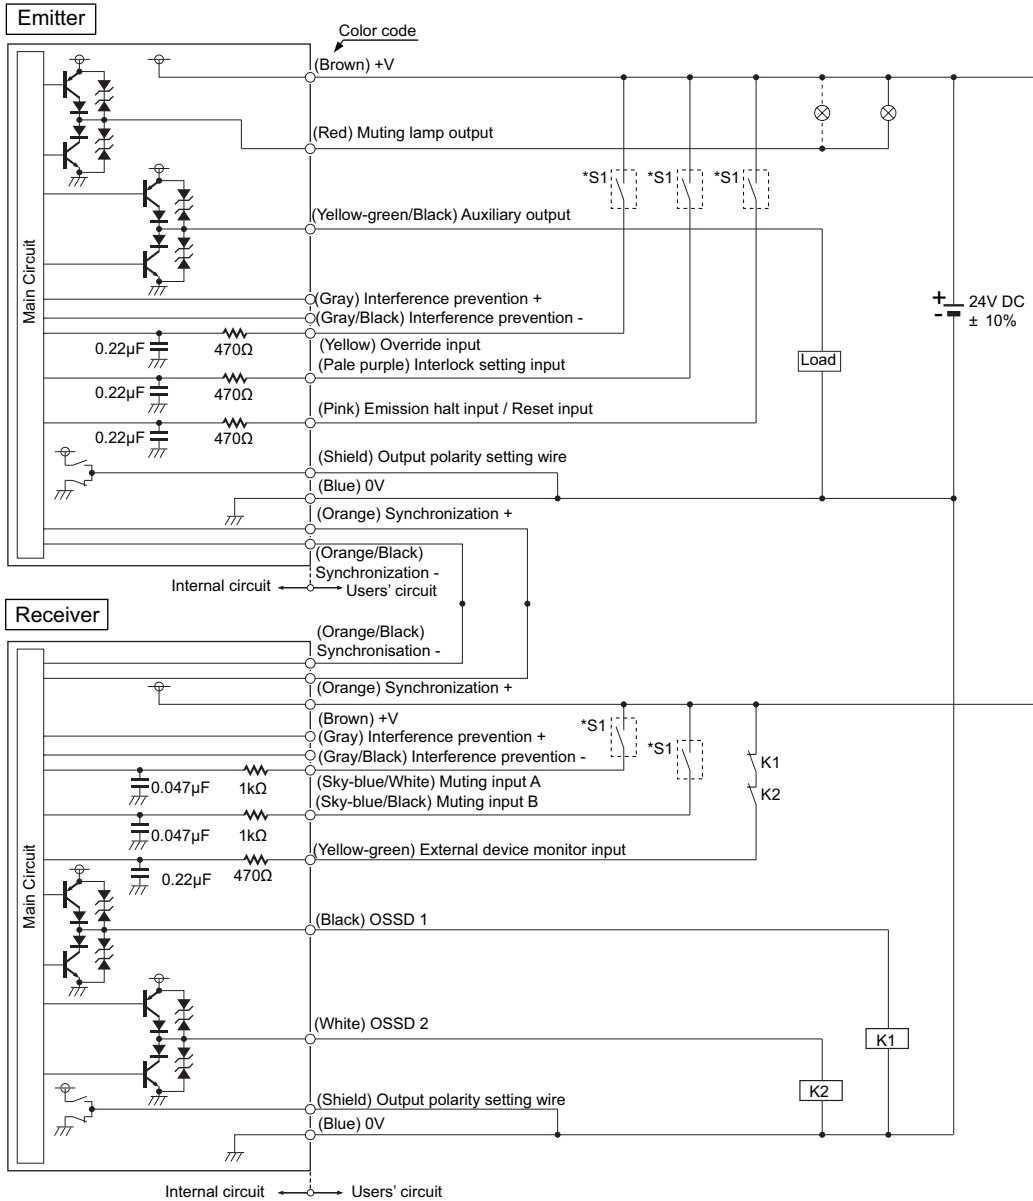 Emitter
Color code
(Brown) +V
(Red) Muting lamp output
*S1 *S1 *S1
(Yellow-green/Black) Auxiliary output
Main Circuit
(Gray) Interference prevention +
(Gray/Black) Interference prevention -
+
-
24V DC
± 10%
0.22µF 470Ω
(Yellow) Override input
Load
(Pale purple) Interlock setting input
0.22µF 470Ω
(Pink) Emission halt input / Reset input
0.22µF 470Ω
(Shield) Output polarity setting wire
(Blue) 0V
(Orange) Synchronization +
(Orange/Black)
Synchronization -
Internal circuit Users' circuit
Receiver
(Orange/Black)
Synchronisation -
(Orange) Synchronization +
(Brown) +V
*S1
(Gray) Interference prevention +
*S1
(Gray/Black) Interference prevention -
K1
0.047µF 1kΩ
(Sky-blue/White) Muting input A
K2
(Sky-blue/Black) Muting input B
0.047µF 1kΩ
(Yellow-green) External device monitor input
0.22µF 470Ω
Main Circuit
(Black) OSSD 1
(White) OSSD 2
K1
K2
(Shield) Output polarity setting wire
(Blue) 0V
Internal circuit Users' circuit